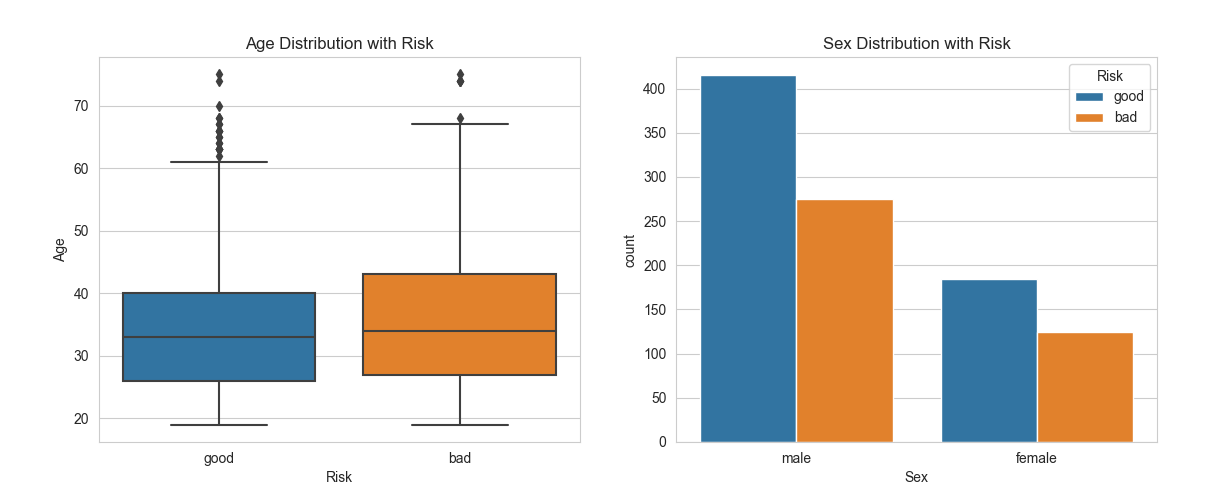 Age Distribution with Risk
Age
70
60
50
40
30
20
good
bad
Risk
Sex Distribution with Risk
count
400
350
300
250
200
150
100
50
0
male
female
Sex
Risk
good
bad